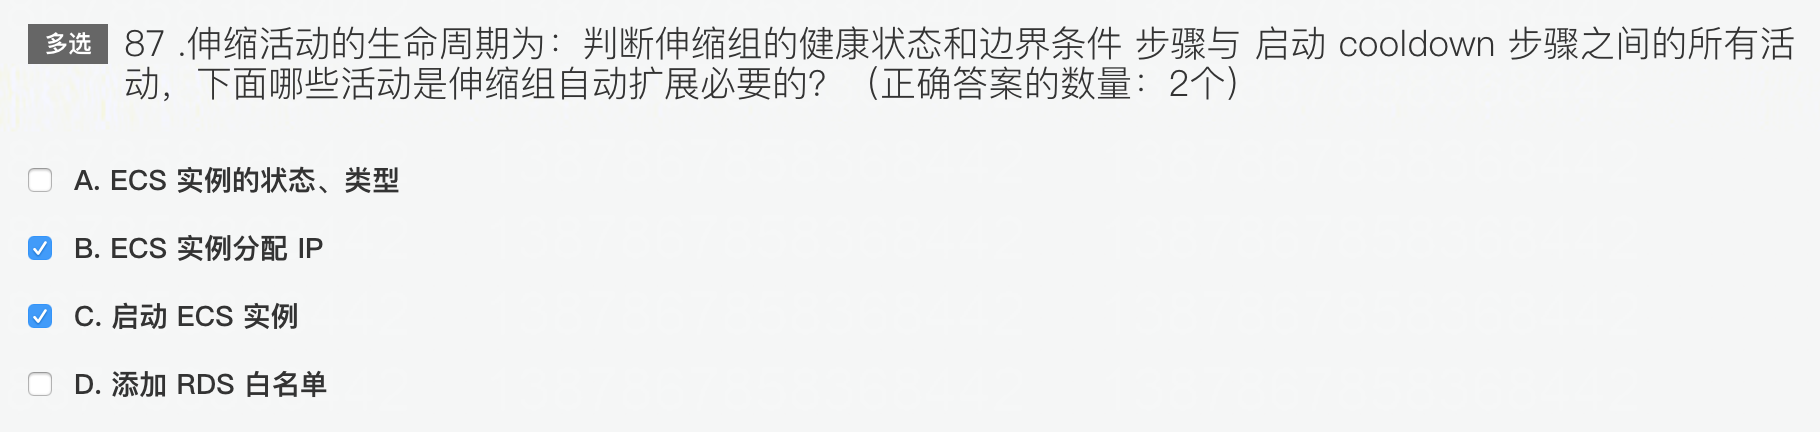 多选 87 .伸缩活动的生命周期为：判断伸缩组的健康状态和边界条件 步骤与 启动 cooldown 步骤之间的所有活
动，下面哪些活动是伸缩组自动扩展必要的？（正确答案的数量：2个）
A. ECS 实例的状态、类型
B. ECS 实例分配 IP
C. 启动 ECS 实例
D. 添加 RDS 白名单